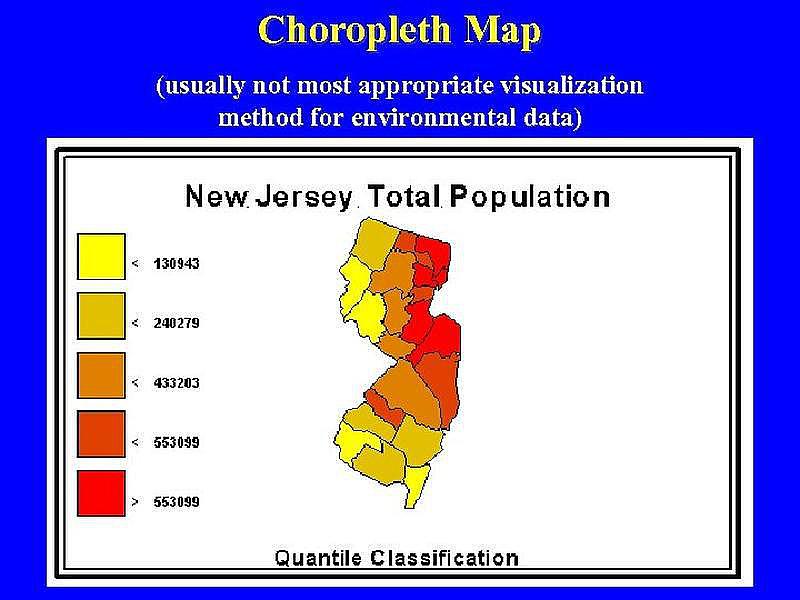 Choropleth Map
(usually not most appropriate visualization
method for environmental data)
New Jersey Total Population
< 130943
< 240279
< 433203
< 553099
> 553099
Quantile Classification